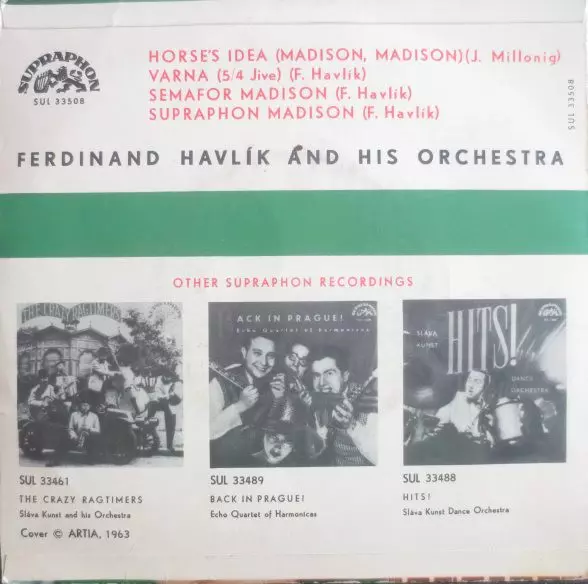 SUPRAPHON
SUL 33508
HORSE'S IDEA (MADISON, MADISON)(J. Millonig)
VARNA (5/4 Jive) (F. Havlík)
SEMAFOR MADISON (F. Havlík)
SUPRAPHON MADISON (F. Havlík)
SUL 33508
FERDINAND HAVLÍK AND HIS ORCHESTRA
OTHER SUPRAPHON RECORDINGS
THE CRAZY RAGTIMERS
ACK IN PRAGUE!
Echo Quartet of Harmonicas
SLÁVA
KUNST
HITS!
DANCE
ORCHESTRA
SUL 33461
THE CRAZY RAGTIMERS
Sláva Kunst and his Orchestra
SUL 33489
BACK IN PRAGUE!
Echo Quartet of Harmonicas
SUL 33488
HITS!
Sláva Kunst Dance Orchestra
Cover © ARTIA, 1963